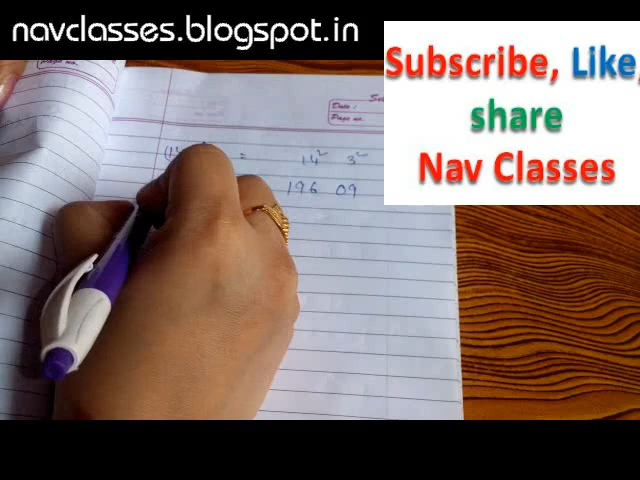 navclasses.blogspot.in
Subscribe, Like,
share
Nav Classes
Date :
Page no.
= 14² 3²
196 09